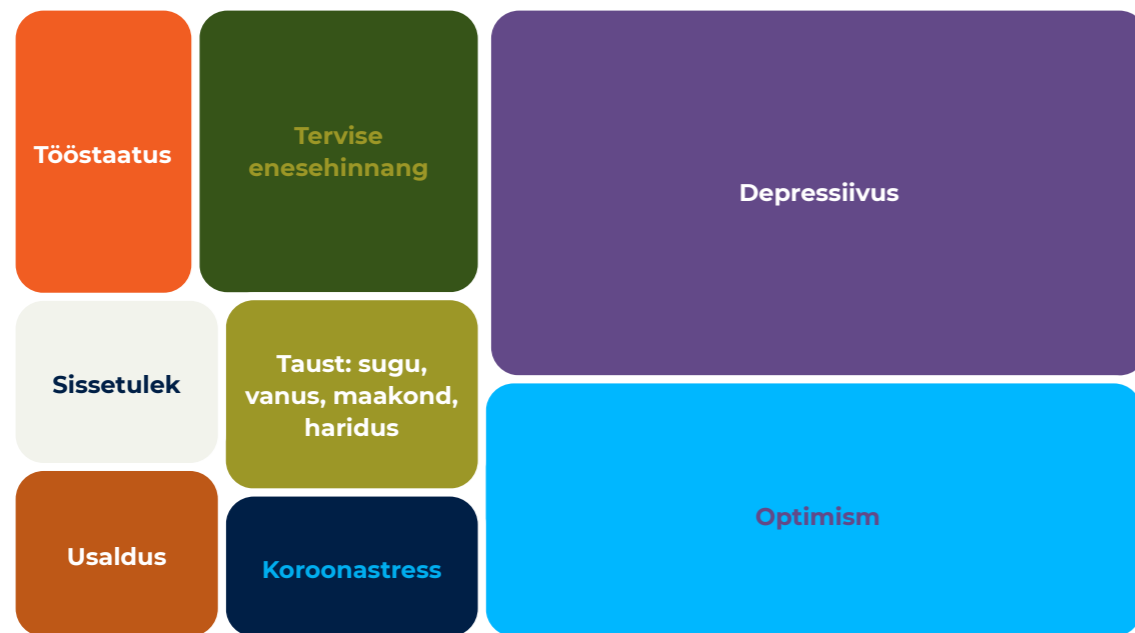 Tööstaatus
Tervise
enesehinnang
Depressiivus
Sissetulek
Taust: sugu,
vanus, maakond,
haridus
Optimism
Usaldus
Koroonastress